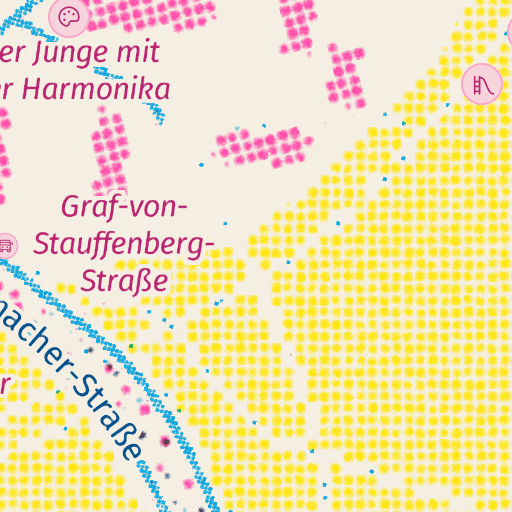 er Junge mit
er Harmonika
Graf-von-
Stauffenberg-
Straße
macher-Straße
r